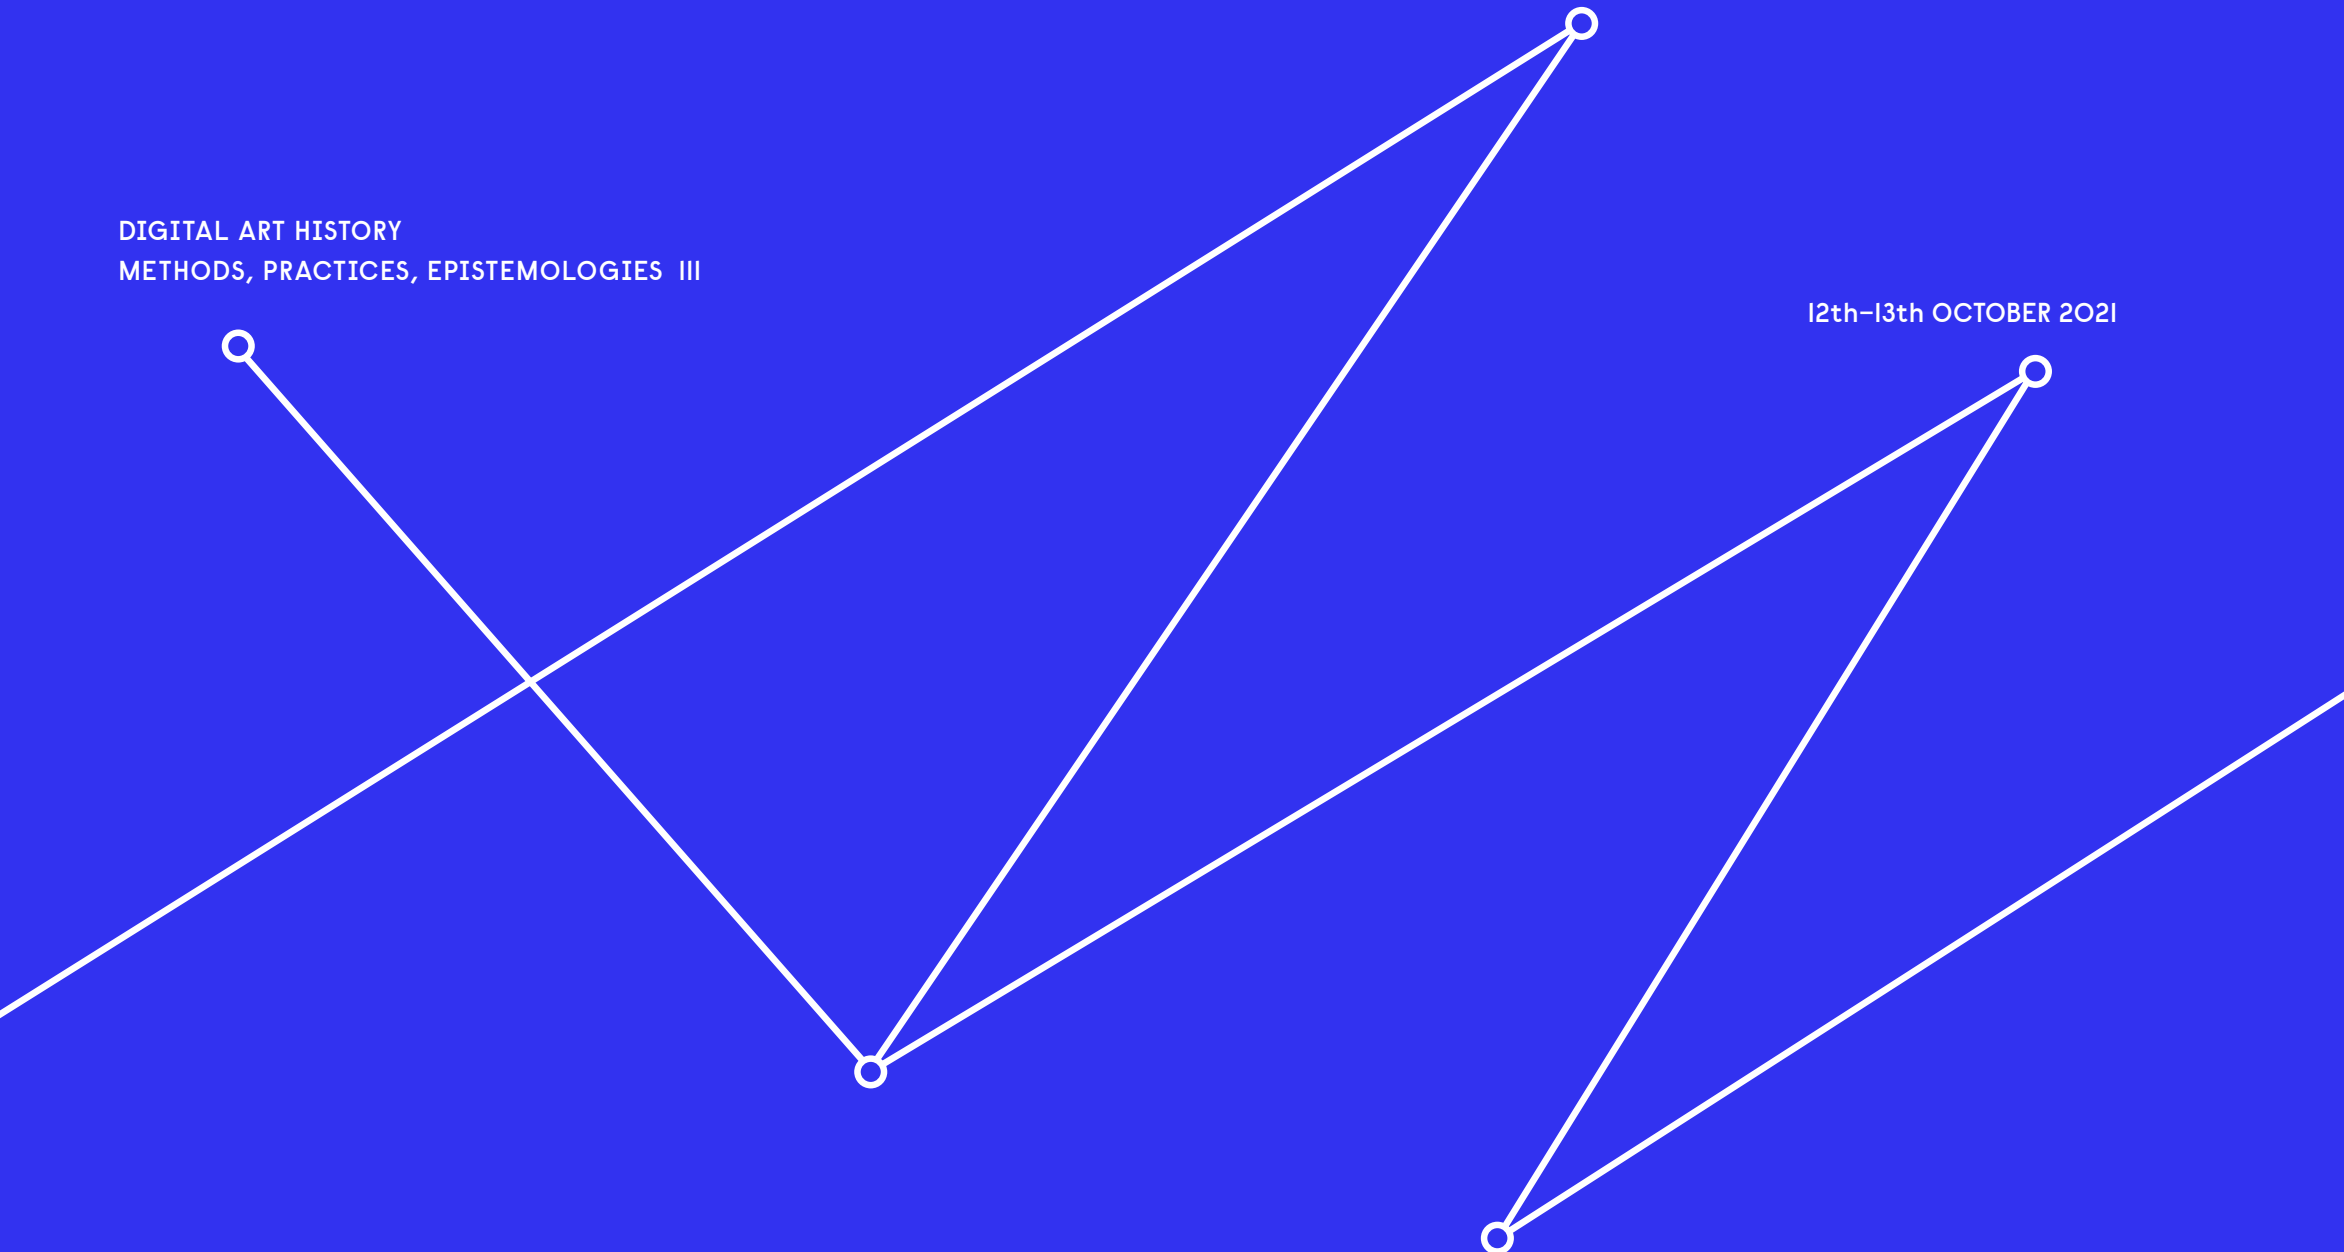 DIGITAL ART HISTORY
METHODS, PRACTICES, EPISTEMOLOGIES III
12th–13th OCTOBER 2021